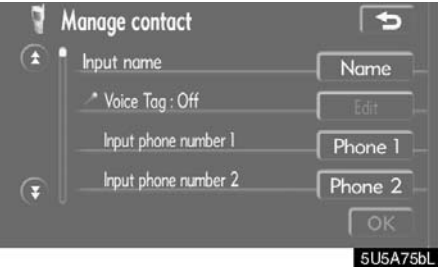 Manage contact
Input name Name
Voice Tag : Off Edit
Input phone number 1 Phone 1
Input phone number 2 Phone 2
OK
5U5A75bL